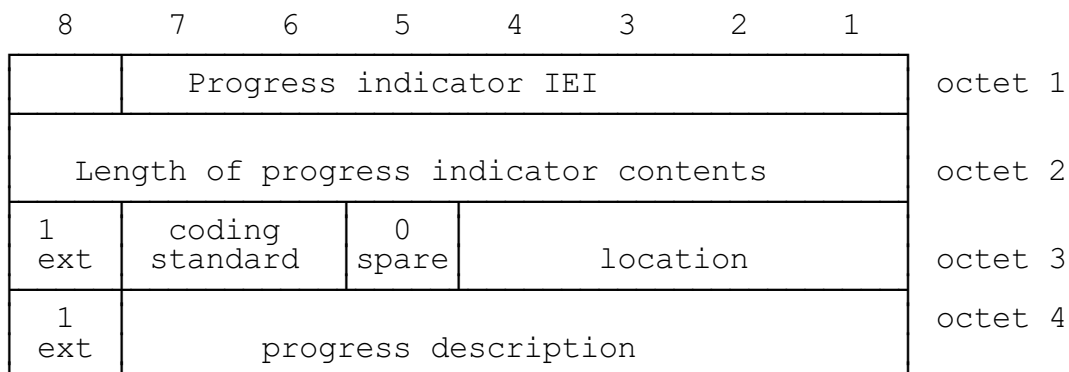 8 7 6 5 4 3 2 1
Progress indicator IEI octet 1
Length of progress indicator contents octet 2
1 coding 0
ext standard spare location octet 3
1 octet 4
ext progress description